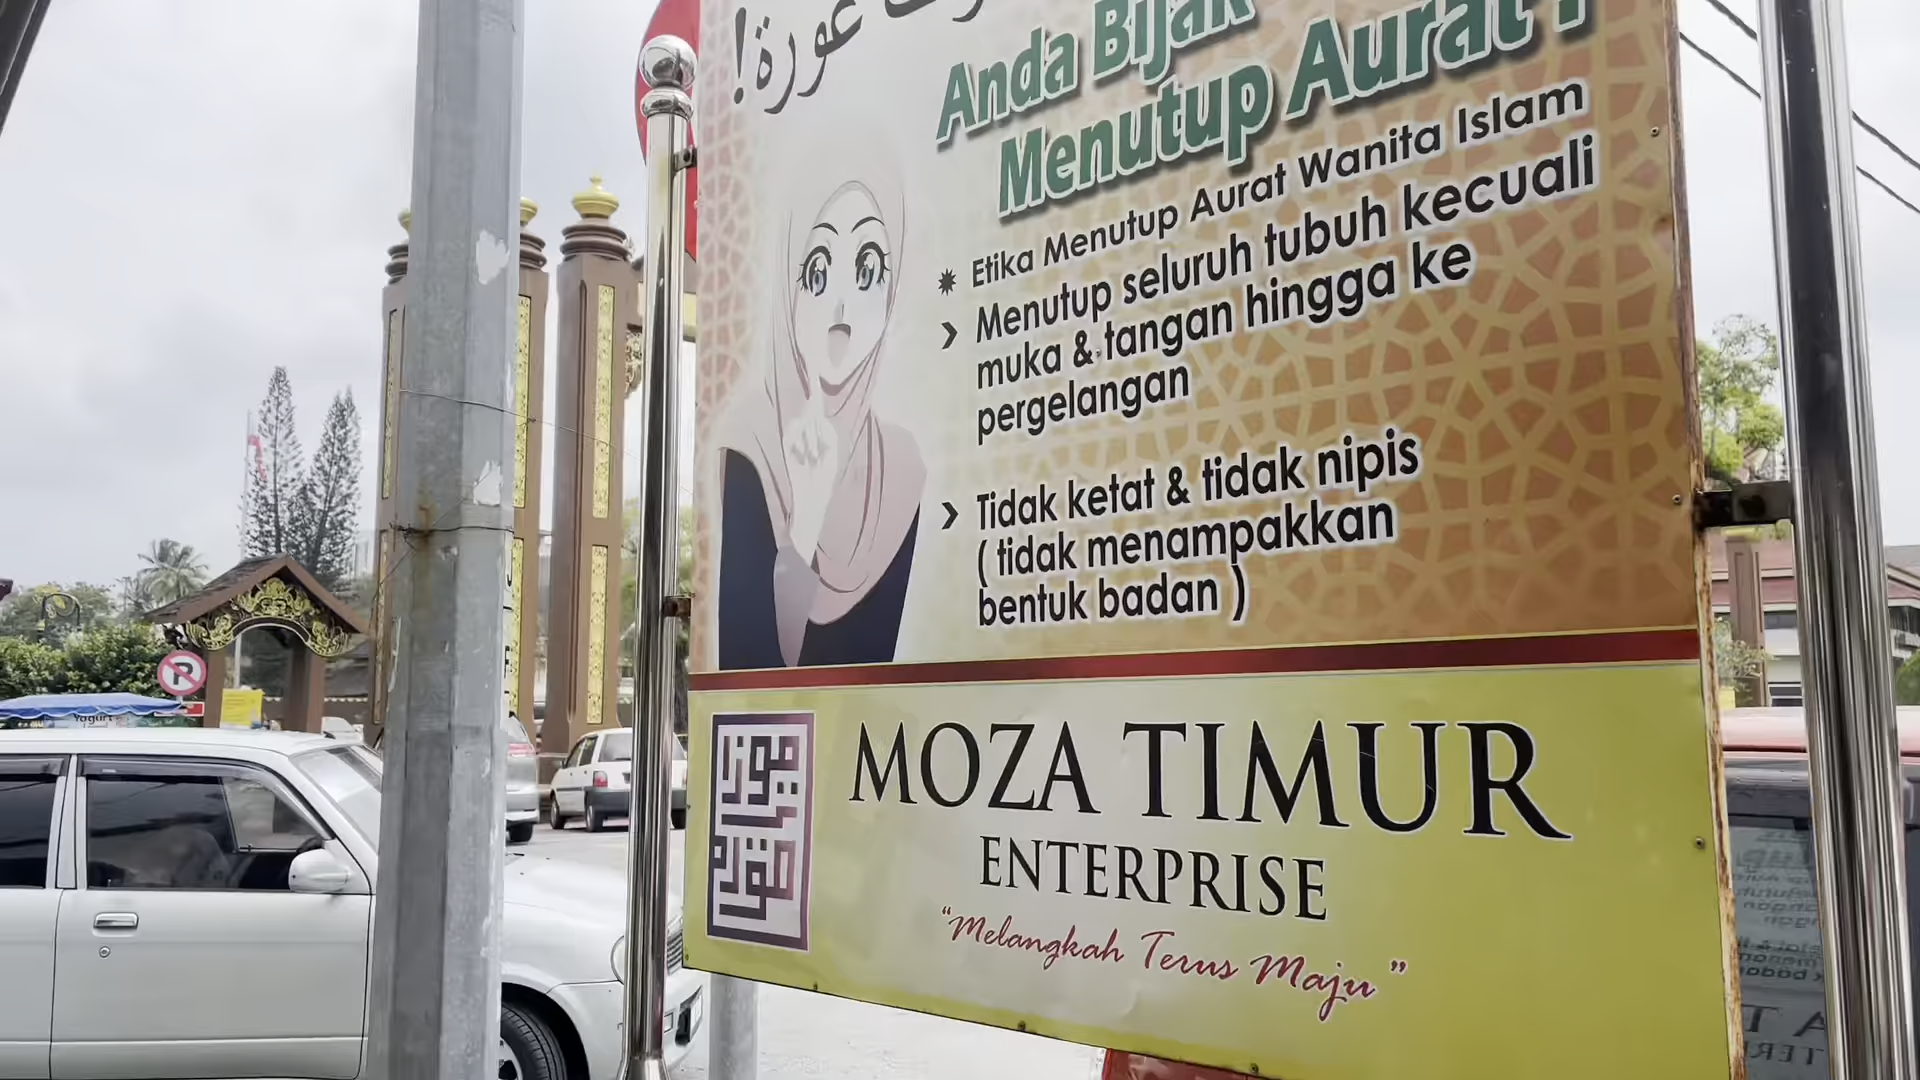 عورة!
Anda Bijak
Menutup Aurat !
Etika Menutup Aurat Wanita Islam
Menutup seluruh tubuh kecuali
muka & tangan hingga ke
pergelangan
Tidak ketat & tidak nipis
( tidak menampakkan
bentuk badan )
MOZA TIMUR
ENTERPRISE
"Melangkah Terus Maju"
Yagurt